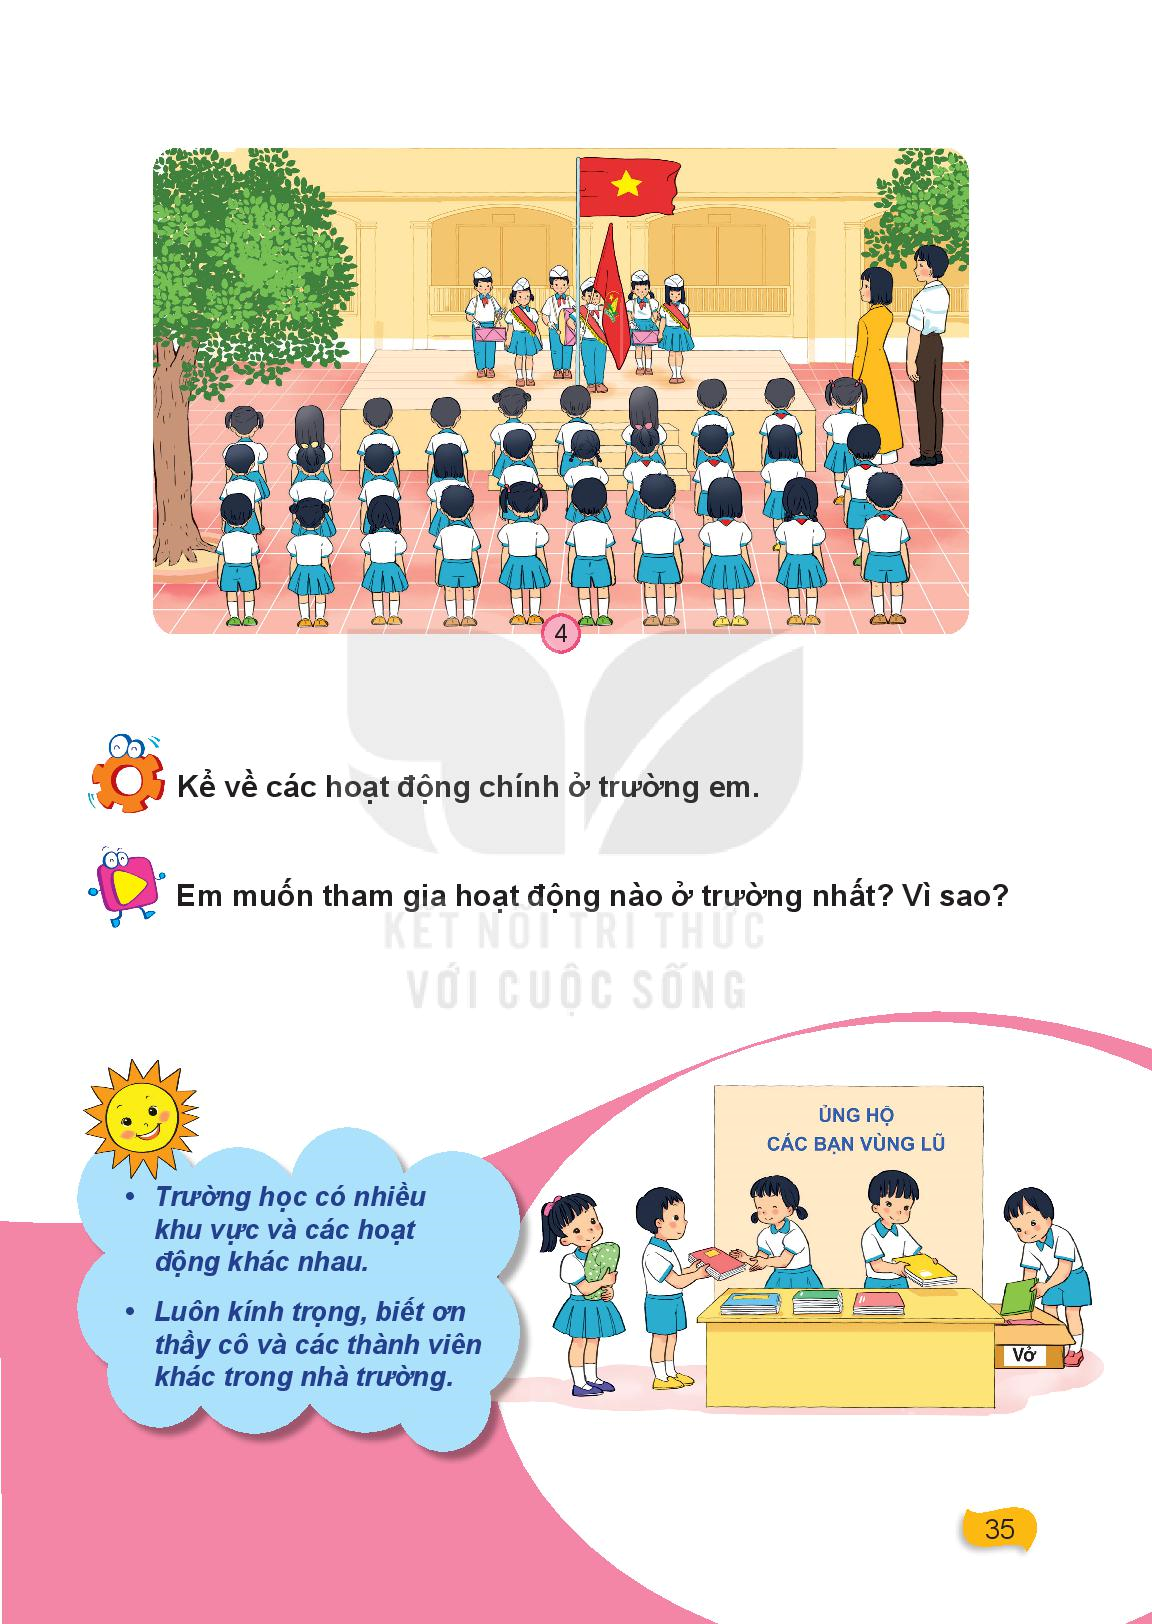 4
Kể về các hoạt động chính ở trường em.
Em muốn tham gia hoạt động nào ở trường nhất? Vì sao?
KẾT NỐI TRI THỨC
VỚI CUỘC SỐNG
ỦNG HỘ
CÁC BẠN VÙNG LŨ
• Trường học có nhiều
khu vực và các hoạt
động khác nhau.
• Luôn kính trọng, biết ơn
thầy cô và các thành viên
khác trong nhà trường.
Vở
35